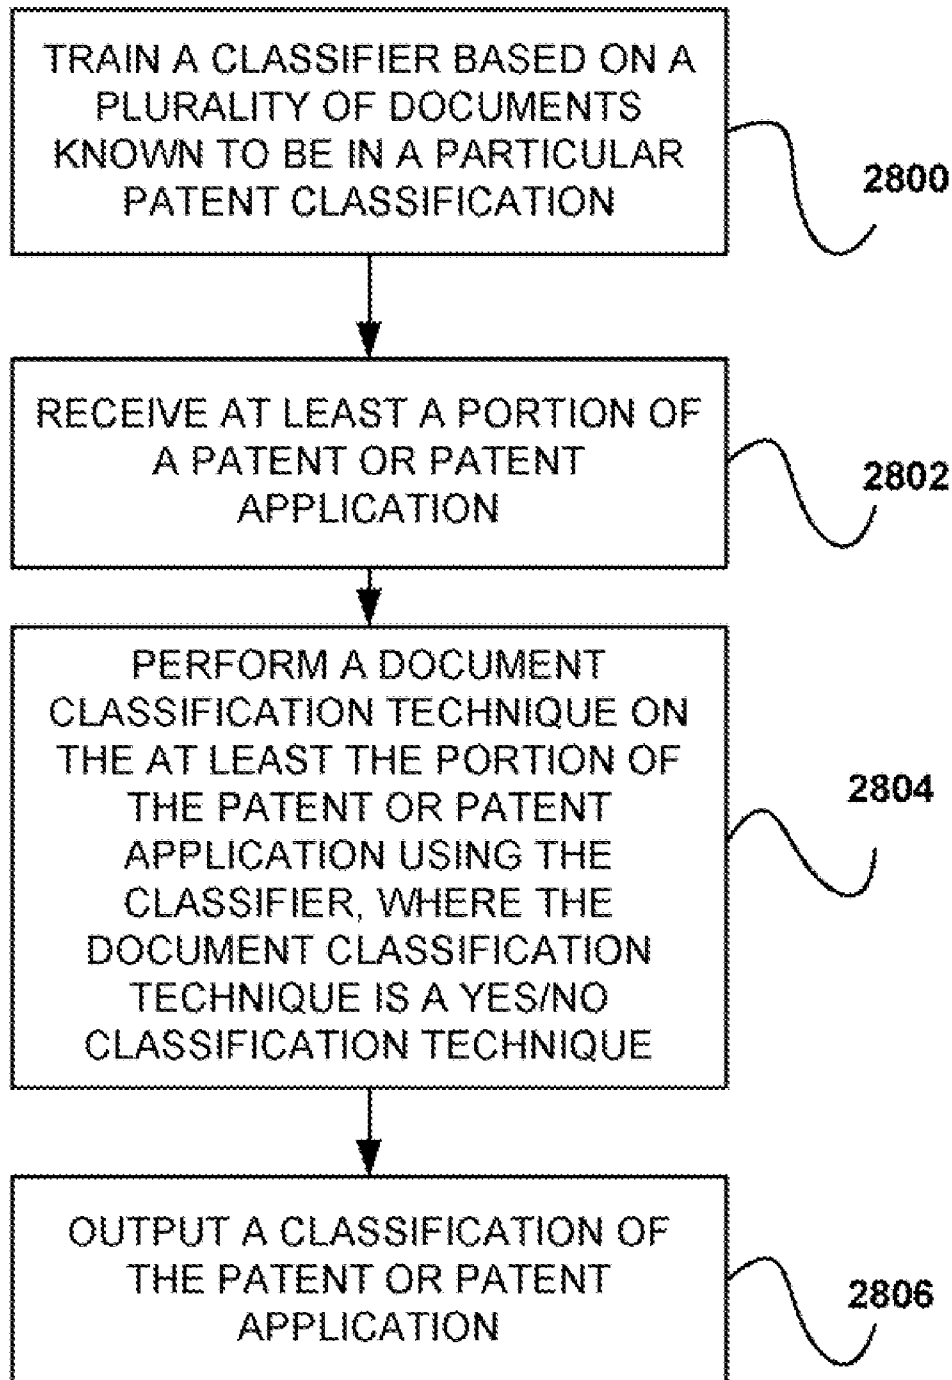 TRAIN A CLASSIFIER BASED ON A
PLURALITY OF DOCUMENTS
KNOWN TO BE IN A PARTICULAR
PATENT CLASSIFICATION
2800
RECEIVE AT LEAST A PORTION OF
A PATENT OR PATENT
APPLICATION
2802
PERFORM A DOCUMENT
CLASSIFICATION TECHNIQUE ON
THE AT LEAST THE PORTION OF
THE PATENT OR PATENT
APPLICATION USING THE
CLASSIFIER, WHERE THE
DOCUMENT CLASSIFICATION
TECHNIQUE IS A YES/NO
CLASSIFICATION TECHNIQUE
2804
OUTPUT A CLASSIFICATION OF
THE PATENT OR PATENT
APPLICATION
2806